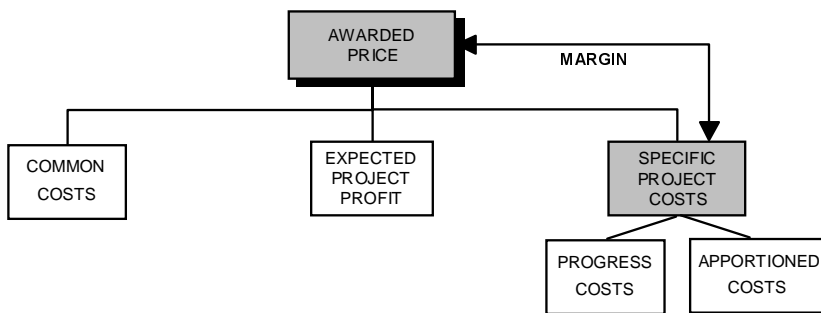 AWARDED
PRICE
MARGIN
COMMON
COSTS
EXPECTED
PROJECT
PROFIT
SPECIFIC
PROJECT
COSTS
PROGRESS
COSTS
APPORTIONED
COSTS